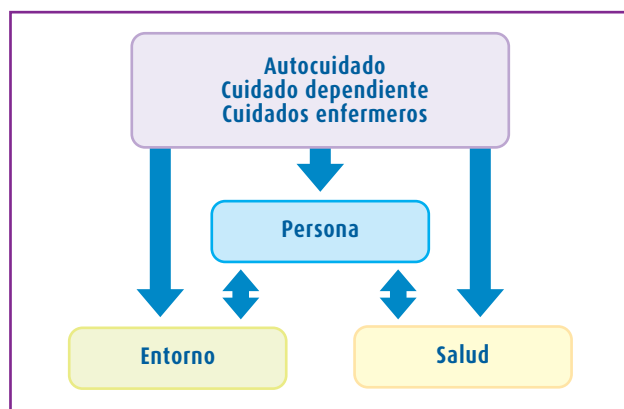 Autocuidado
Cuidado dependiente
Cuidados enfermeros
Persona
Entorno
Salud